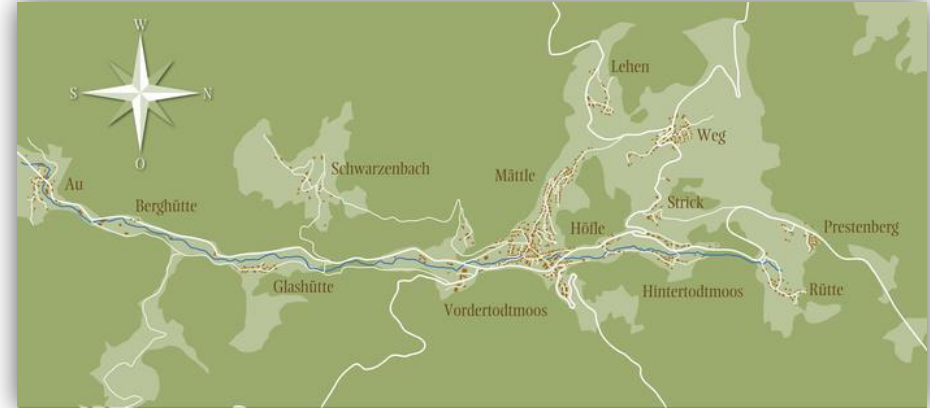 W
S
N
O
Lehen
Weg
Mättle
Schwarzenbach
Au
Berghütte
Strick
Höfle
Prestenberg
Glashütte
Hintertodtmoos
Rütte
Vordertodtmoos